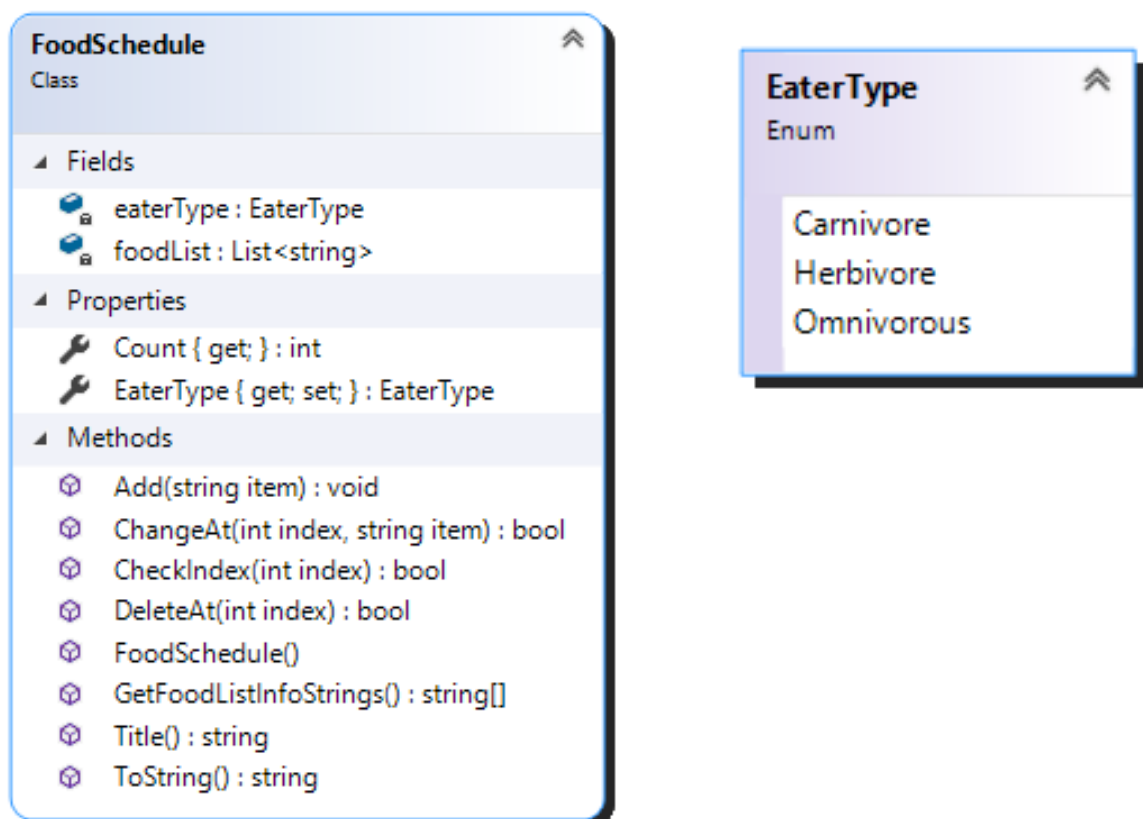 FoodSchedule
Class
Fields
eaterType : EaterType
foodList : List<string>
Properties
Count { get; } : int
EaterType { get; set; } : EaterType
Methods
Add(string item) : void
ChangeAt(int index, string item) : bool
CheckIndex(int index) : bool
DeleteAt(int index) : bool
FoodSchedule()
GetFoodListInfoStrings() : string[]
Title() : string
ToString() : string
EaterType
Enum
Carnivore
Herbivore
Omnivorous